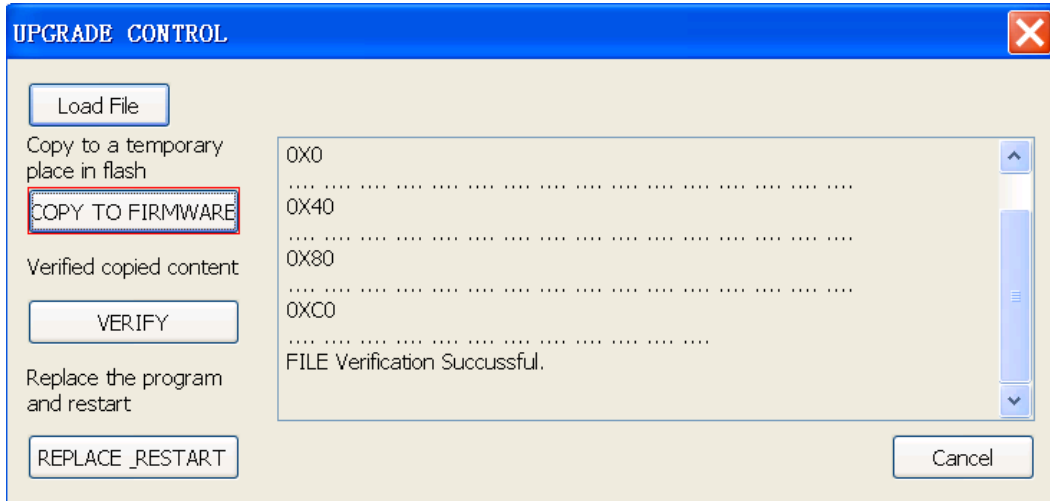 UPGRADE CONTROL
Load File
Copy to a temporary
place in flash
COPY TO FIRMWARE
Verified copied content
VERIFY
Replace the program
and restart
REPLACE _RESTART
0X0
.... .... .... .... .... .... .... .... .... .... .... .... .... .... .... ....
0X40
.... .... .... .... .... .... .... .... .... .... .... .... .... .... .... ....
0X80
.... .... .... .... .... .... .... .... .... .... .... .... .... .... .... ....
0XC0
.... .... .... .... .... .... .... .... .... .... .... ....
FILE Verification Succussful.
Cancel